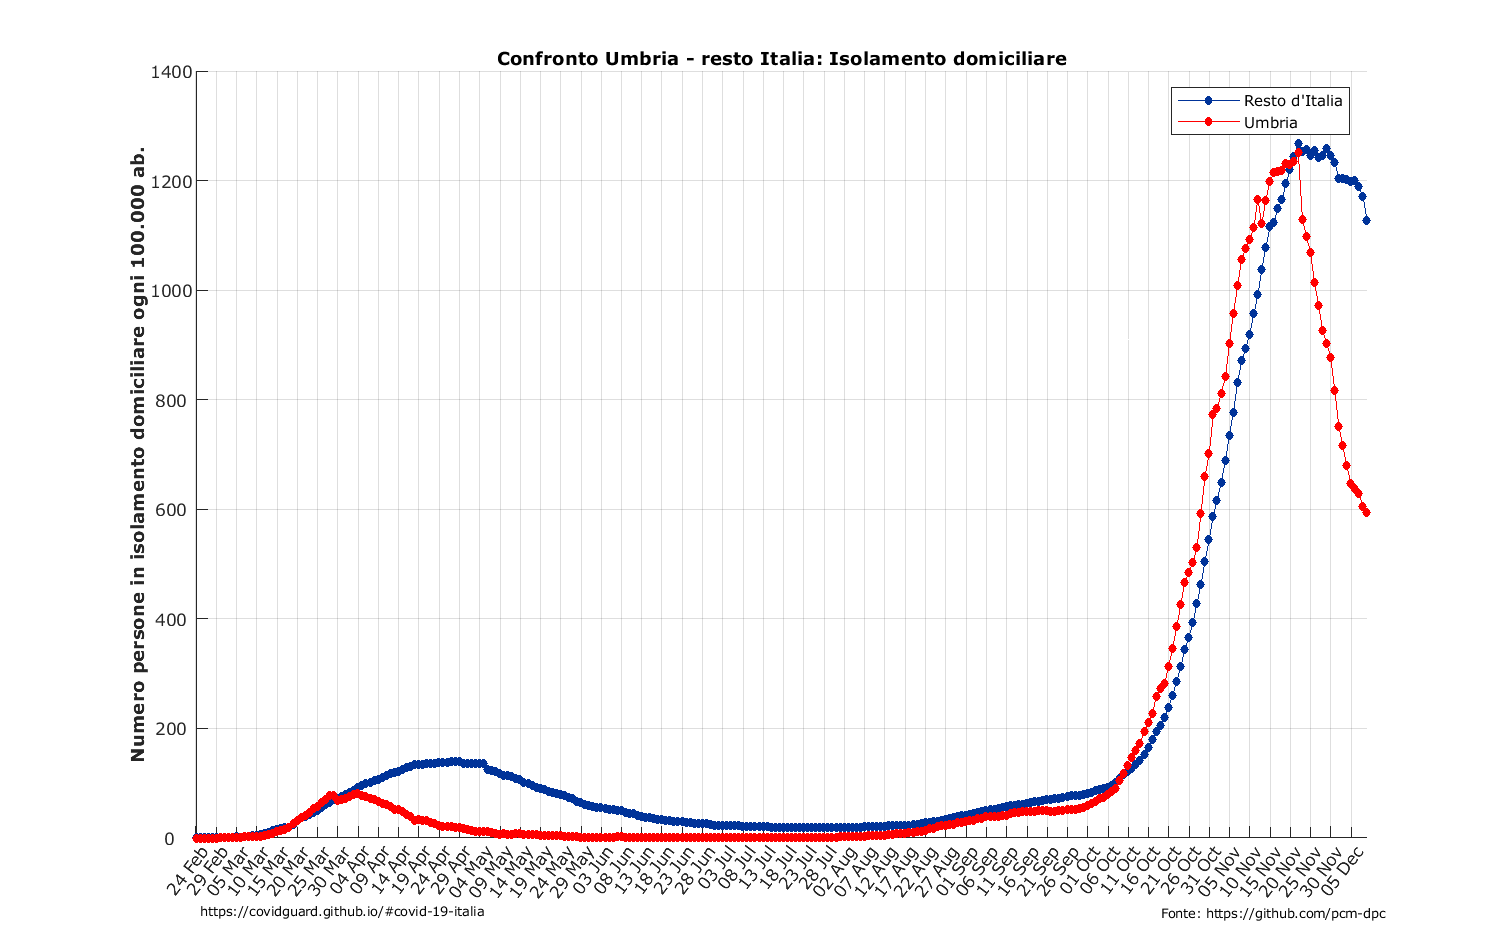 Confronto Umbria - resto Italia: Isolamento domiciliare
Numero persone in isolamento domiciliare ogni 100.000 ab.
1400
1200
1000
800
600
400
200
0
Resto d'Italia
Umbria
24 Feb
29 Feb
05 Mar
10 Mar
15 Mar
20 Mar
25 Mar
30 Mar
04 Apr
09 Apr
14 Apr
19 Apr
24 Apr
29 Apr
04 May
09 May
14 May
19 May
24 May
29 May
03 Jun
08 Jun
13 Jun
18 Jun
23 Jun
28 Jun
03 Jul
08 Jul
13 Jul
18 Jul
23 Jul
28 Jul
02 Aug
07 Aug
12 Aug
17 Aug
22 Aug
27 Aug
01 Sep
06 Sep
11 Sep
16 Sep
21 Sep
26 Sep
01 Oct
06 Oct
11 Oct
16 Oct
21 Oct
26 Oct
31 Oct
05 Nov
10 Nov
15 Nov
20 Nov
25 Nov
30 Nov
05 Dec
https://covidguard.github.io/#covid-19-italia
Fonte: https://github.com/pcm-dpc